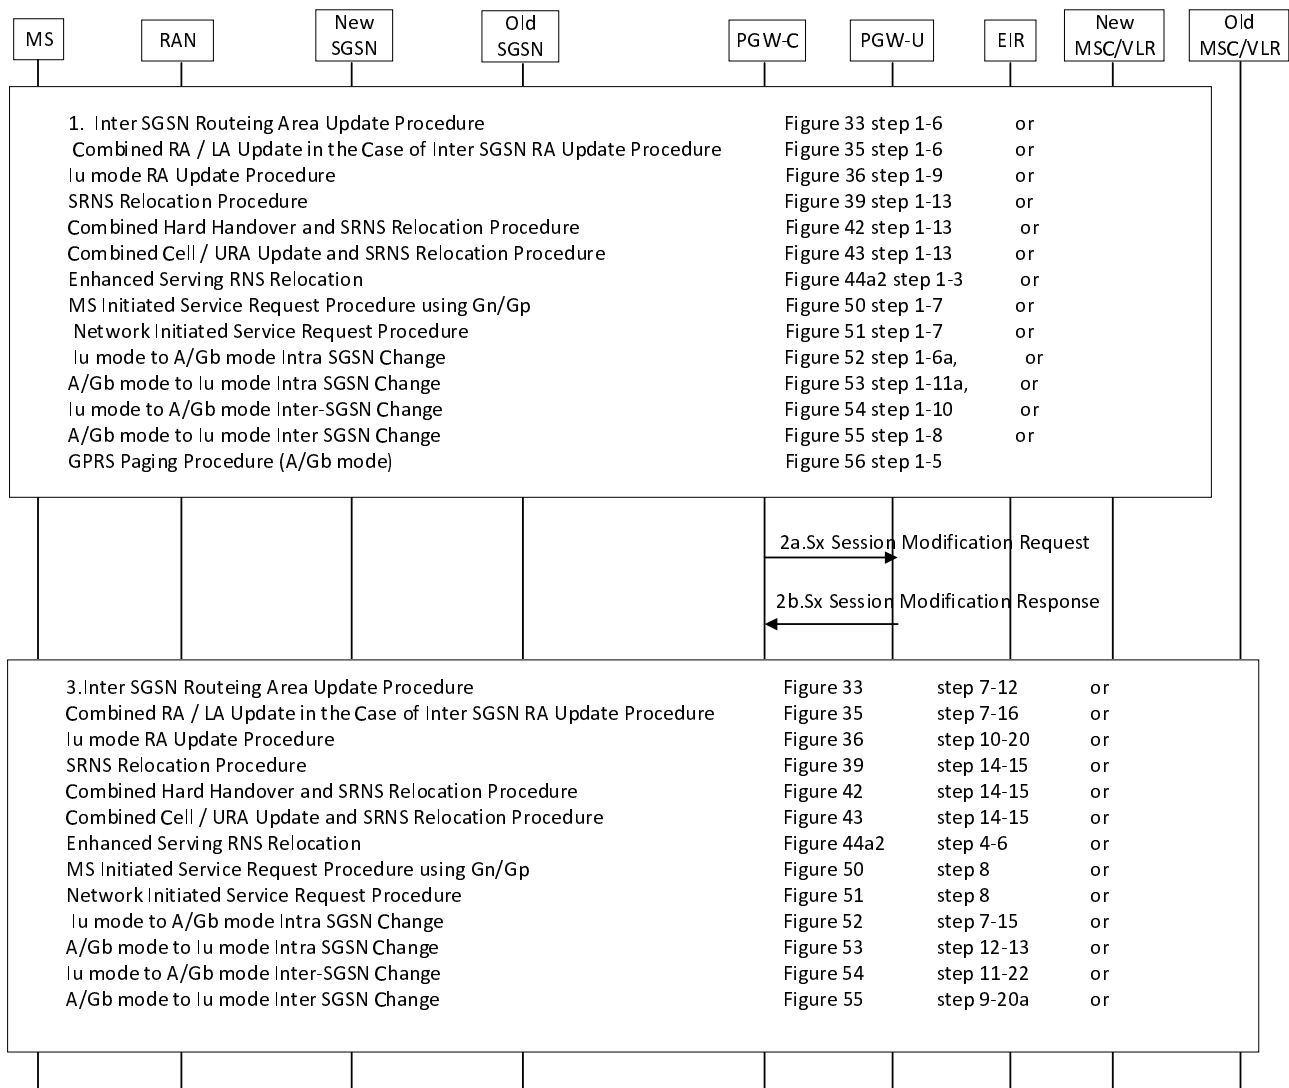 MS
RAN
New
SGSN
Old
SGSN
PGW-C
PGW-U
EIR
New
MSC/VLR
Old
MSC/VLR
1. Inter SGSN Routeing Area Update Procedure Figure 33 step 1-6 or
Combined RA / LA Update in the Case of Inter SGSN RA Update Procedure Figure 35 step 1-6 or
Iu mode RA Update Procedure Figure 36 step 1-9 or
SRNS Relocation Procedure Figure 39 step 1-13 or
Combined Hard Handover and SRNS Relocation Procedure Figure 42 step 1-13 or
Combined Cell / URA Update and SRNS Relocation Procedure Figure 43 step 1-13 or
Enhanced Serving RNS Relocation Figure 44a2 step 1-3 or
MS Initiated Service Request Procedure using Gn/Gp Figure 50 step 1-7 or
Network Initiated Service Request Procedure Figure 51 step 1-7 or
Iu mode to A/Gb mode Intra SGSN Change Figure 52 step 1-6a, or
A/Gb mode to Iu mode Intra SGSN Change Figure 53 step 1-11a, or
Iu mode to A/Gb mode Inter-SGSN Change Figure 54 step 1-10 or
A/Gb mode to Iu mode Inter SGSN Change Figure 55 step 1-8 or
GPRS Paging Procedure (A/Gb mode) Figure 56 step 1-5
2a.Sx Session Modification Request
2b.Sx Session Modification Response
3.Inter SGSN Routeing Area Update Procedure Figure 33 step 7-12 or
Combined RA / LA Update in the Case of Inter SGSN RA Update Procedure Figure 35 step 7-16 or
Iu mode RA Update Procedure Figure 36 step 10-20 or
SRNS Relocation Procedure Figure 39 step 14-15 or
Combined Hard Handover and SRNS Relocation Procedure Figure 42 step 14-15 or
Combined Cell / URA Update and SRNS Relocation Procedure Figure 43 step 14-15 or
Enhanced Serving RNS Relocation Figure 44a2 step 4-6 or
MS Initiated Service Request Procedure using Gn/Gp Figure 50 step 8 or
Network Initiated Service Request Procedure Figure 51 step 8 or
Iu mode to A/Gb mode Intra SGSN Change Figure 52 step 7-15 or
A/Gb mode to Iu mode Intra SGSN Change Figure 53 step 12-13 or
Iu mode to A/Gb mode Inter-SGSN Change Figure 54 step 11-22 or
A/Gb mode to Iu mode Inter SGSN Change Figure 55 step 9-20a or